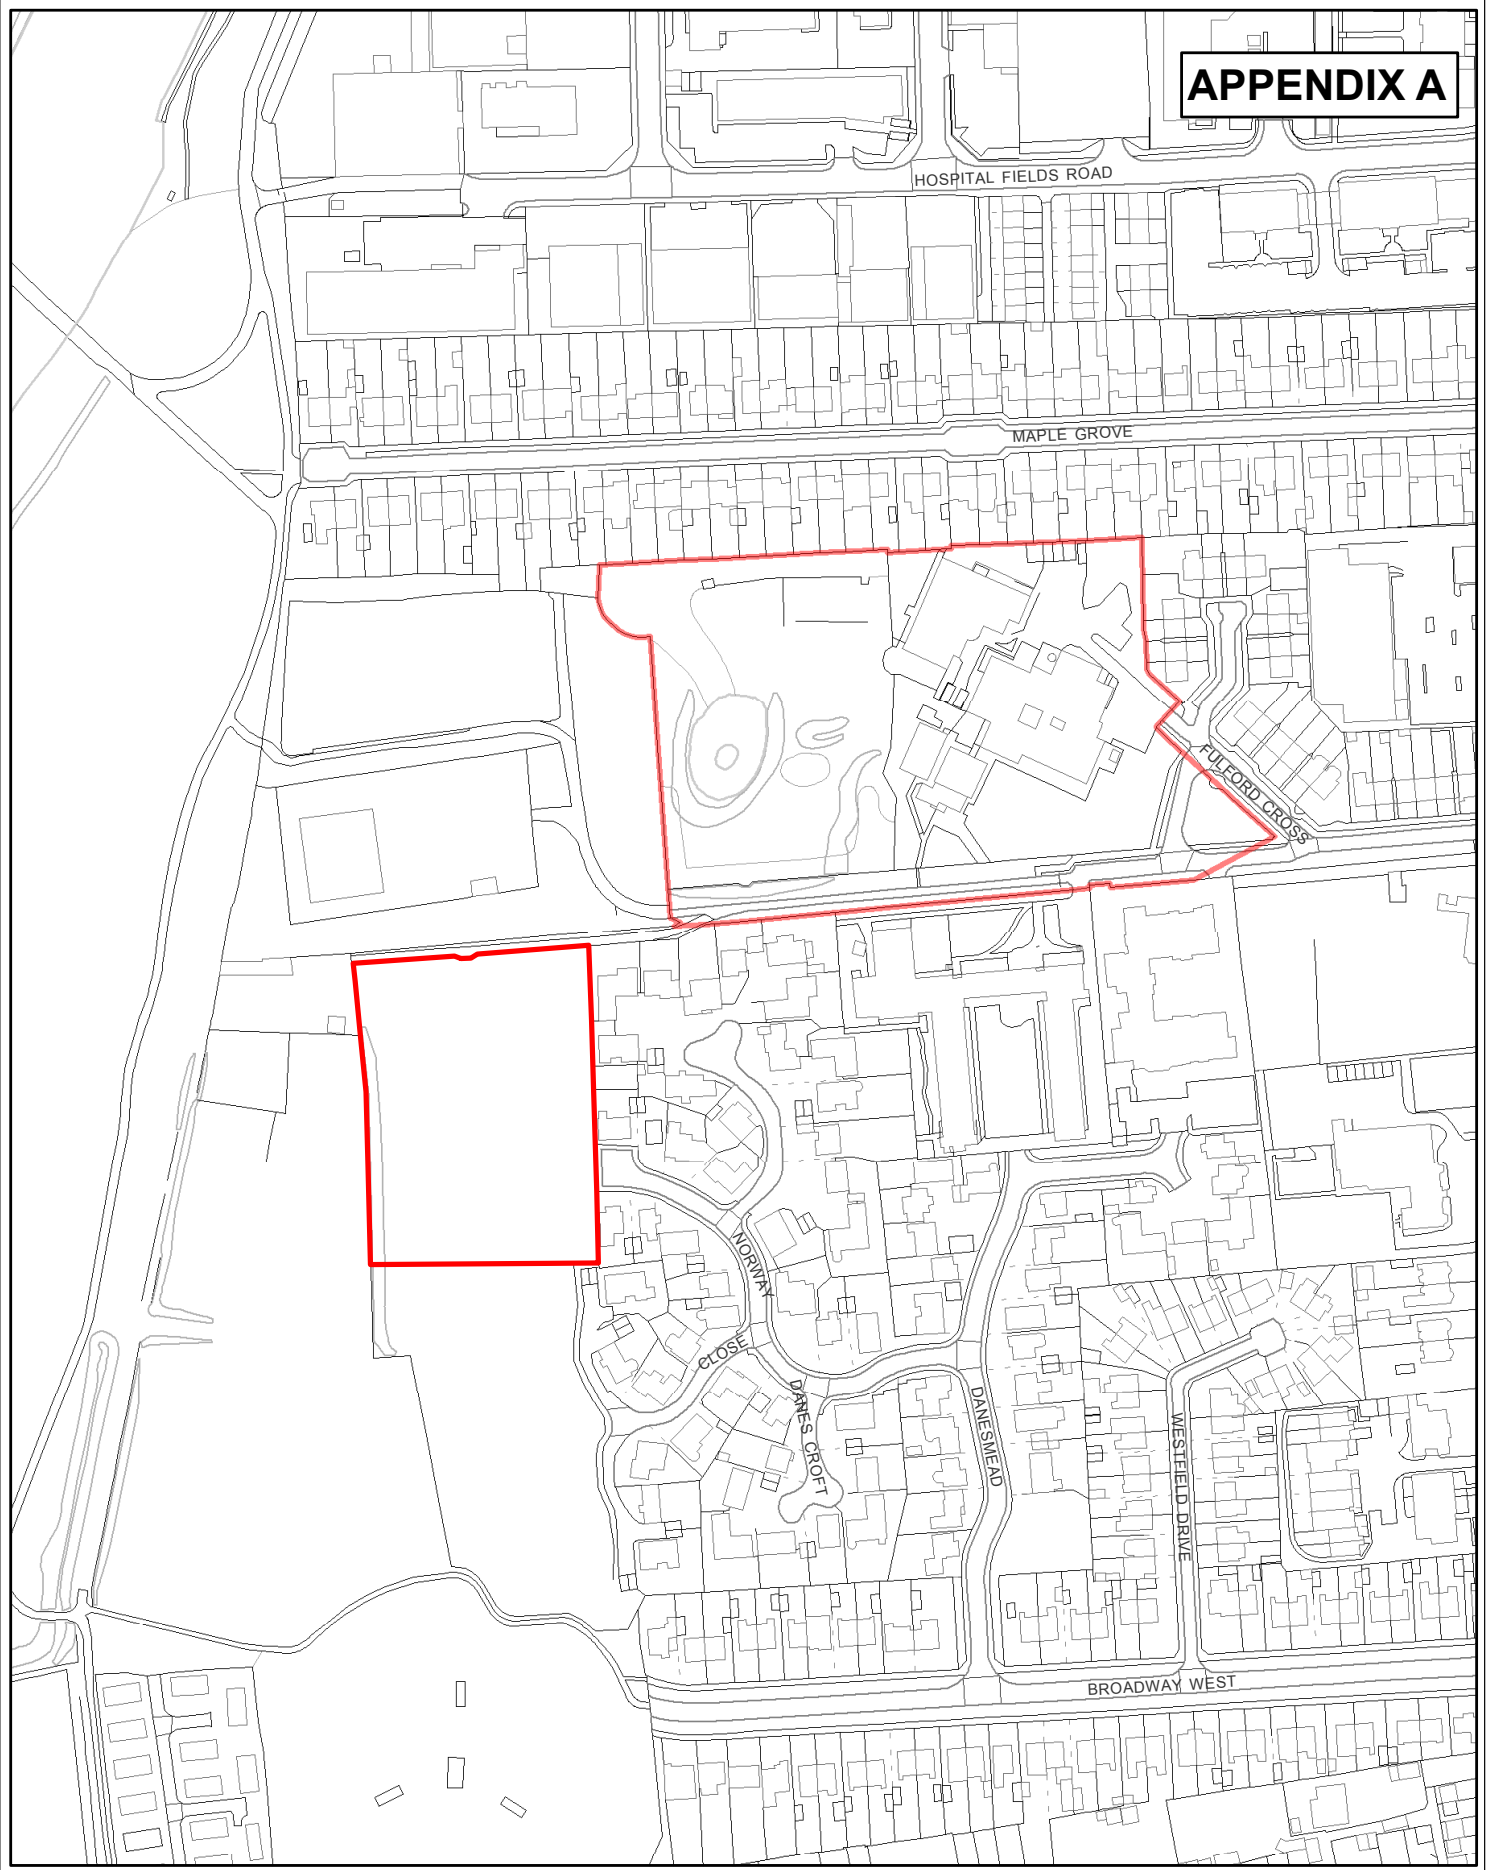 APPENDIX A
HOSPITAL FIELDS ROAD
MAPLE GROVE
FULFORD CROSS
NORWAY
CLOSE
DANES CROFT
DANESMEAD
WESTFIELD DRIVE
BROADWAY WEST